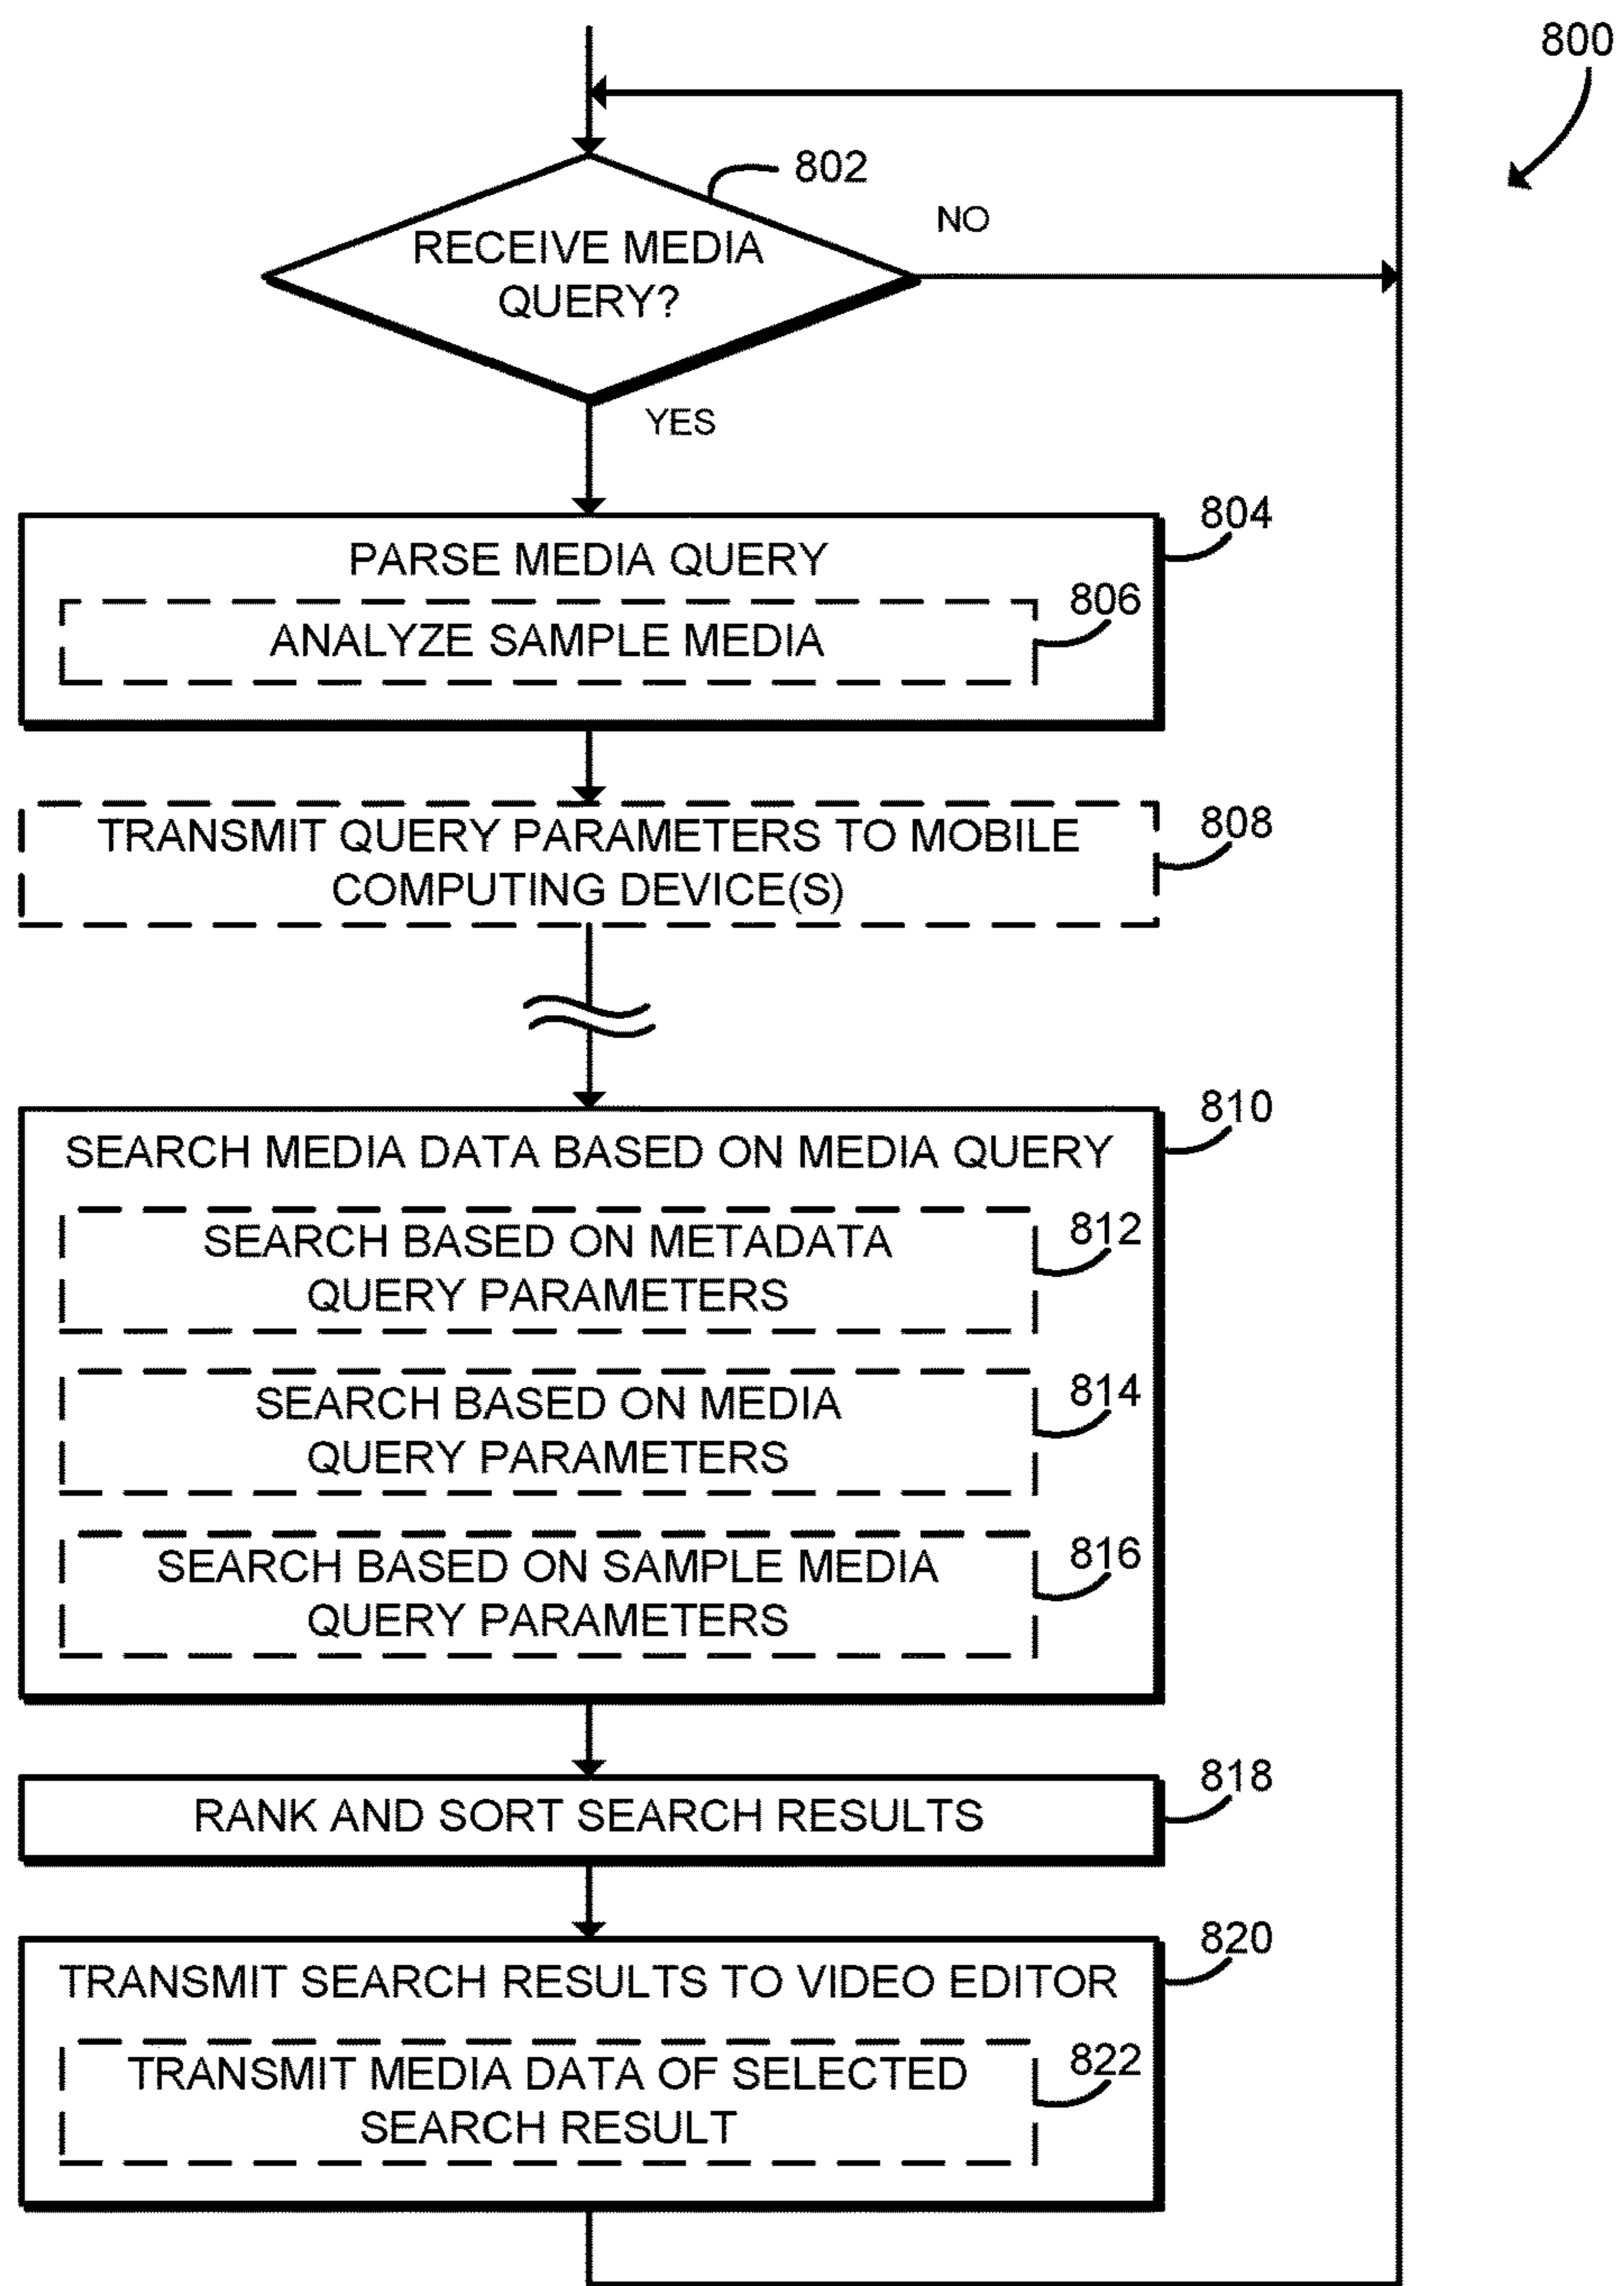 800
802
RECEIVE MEDIA
QUERY?
NO
YES
804
PARSE MEDIA QUERY
806
ANALYZE SAMPLE MEDIA
808
TRANSMIT QUERY PARAMETERS TO MOBILE
COMPUTING DEVICE(S)
810
SEARCH MEDIA DATA BASED ON MEDIA QUERY
812
SEARCH BASED ON METADATA
QUERY PARAMETERS
814
SEARCH BASED ON MEDIA
QUERY PARAMETERS
816
SEARCH BASED ON SAMPLE MEDIA
QUERY PARAMETERS
818
RANK AND SORT SEARCH RESULTS
820
TRANSMIT SEARCH RESULTS TO VIDEO EDITOR
822
TRANSMIT MEDIA DATA OF SELECTED
SEARCH RESULT